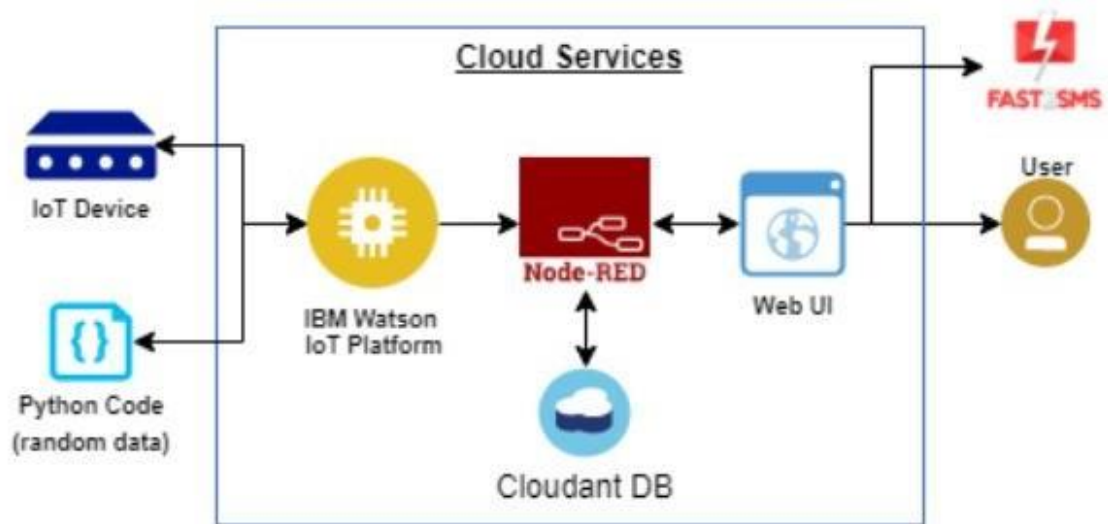 Cloud Services
FAST2SMS
IoT Device
User
Node-RED
IBM Watson
IoT Platform
Web UI
Python Code
(random data)
Cloudant DB